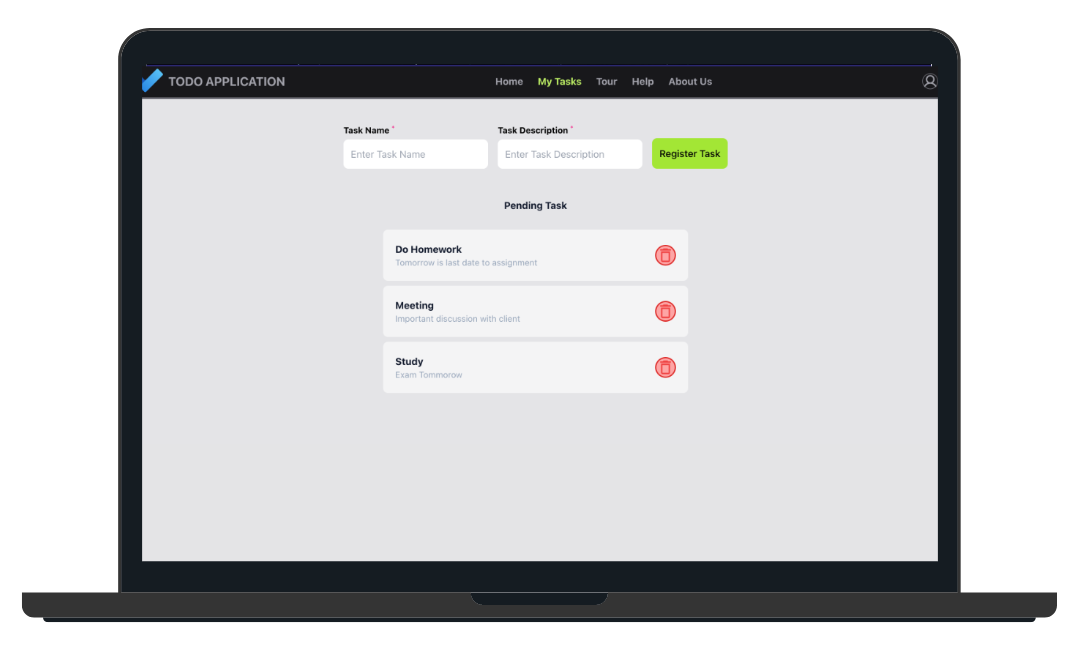 TODO APPLICATION
Home My Tasks Tour Help About Us
Task Name * Task Description *
Enter Task Name Enter Task Description Register Task
Pending Task
Do Homework
Tomorrow is last date to assignment
Meeting
Important discussion with client
Study
Exam Tommorow